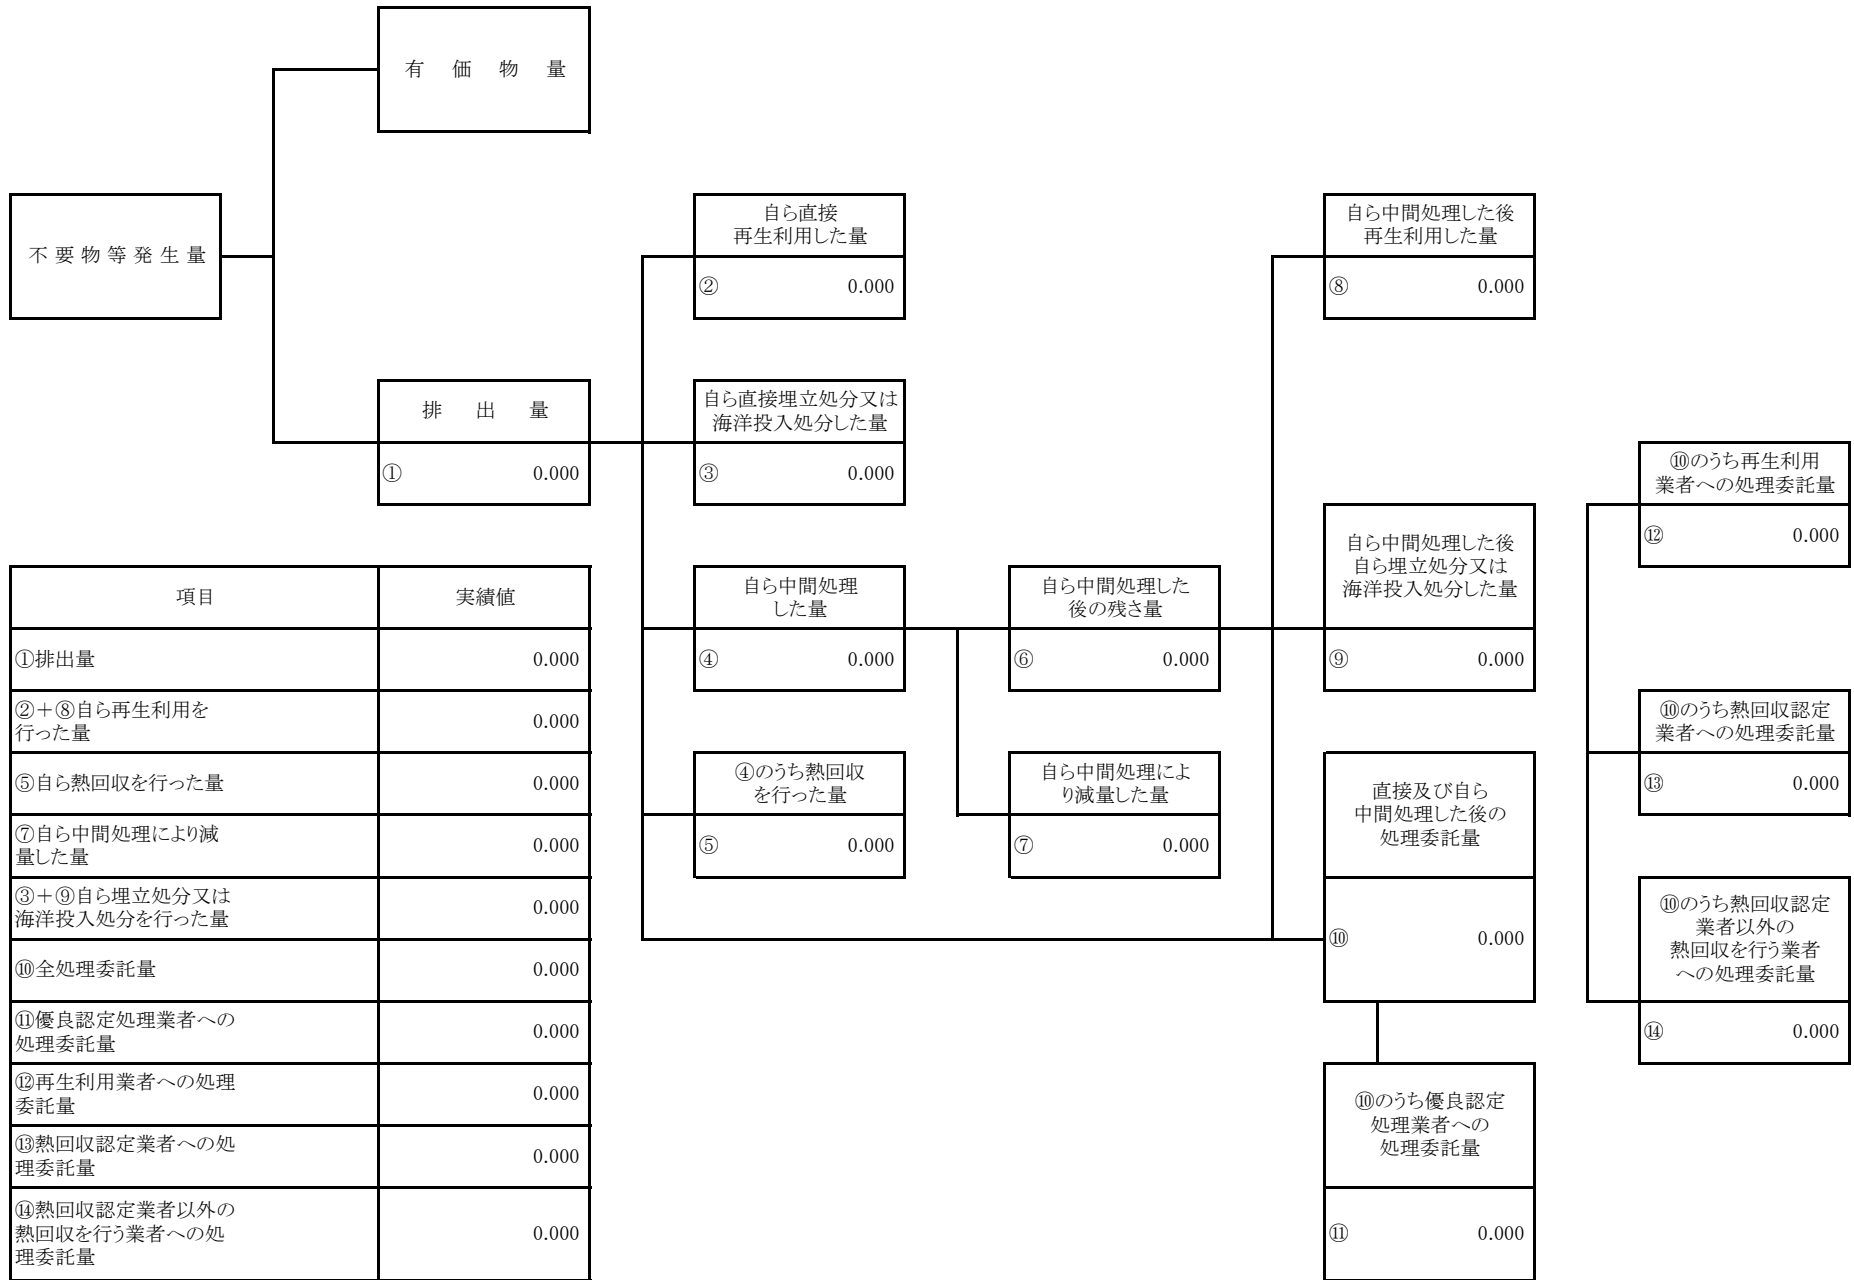 有 価 物 量
不要物等発生量
自ら直接
再生利用した量
② 0.000
自ら中間処理した後
再生利用した量
⑧ 0.000
排 出 量
① 0.000
自ら直接埋立処分又は
海洋投入処分した量
③ 0.000
⑩のうち再生利用
業者への処理委託量
⑫ 0.000
自ら中間処理した後
自ら埋立処分又は
海洋投入処分した量
⑨ 0.000
自ら中間処理
した量
④ 0.000
自ら中間処理した
後の残さ量
⑥ 0.000
⑩のうち熱回収認定
業者への処理委託量
⑬ 0.000
④のうち熱回収
を行った量
⑤ 0.000
自ら中間処理によ
り減量した量
⑦ 0.000
直接及び自ら
中間処理した後の
処理委託量
⑩ 0.000
⑩のうち熱回収認定
業者以外の
熱回収を行う業者
への処理委託量
⑭ 0.000
⑩のうち優良認定
処理業者への
処理委託量
⑪ 0.000
項目 実績値
①排出量 0.000
②＋⑧自ら再生利用を
行った量 0.000
⑤自ら熱回収を行った量 0.000
⑦自ら中間処理により減
量した量 0.000
③＋⑨自ら埋立処分又は
海洋投入処分を行った量 0.000
⑩全処理委託量 0.000
⑪優良認定処理業者への
処理委託量 0.000
⑫再生利用業者への処理
委託量 0.000
⑬熱回収認定業者への処
理委託量 0.000
⑭熱回収認定業者以外の
熱回収を行う業者への処
理委託量 0.000